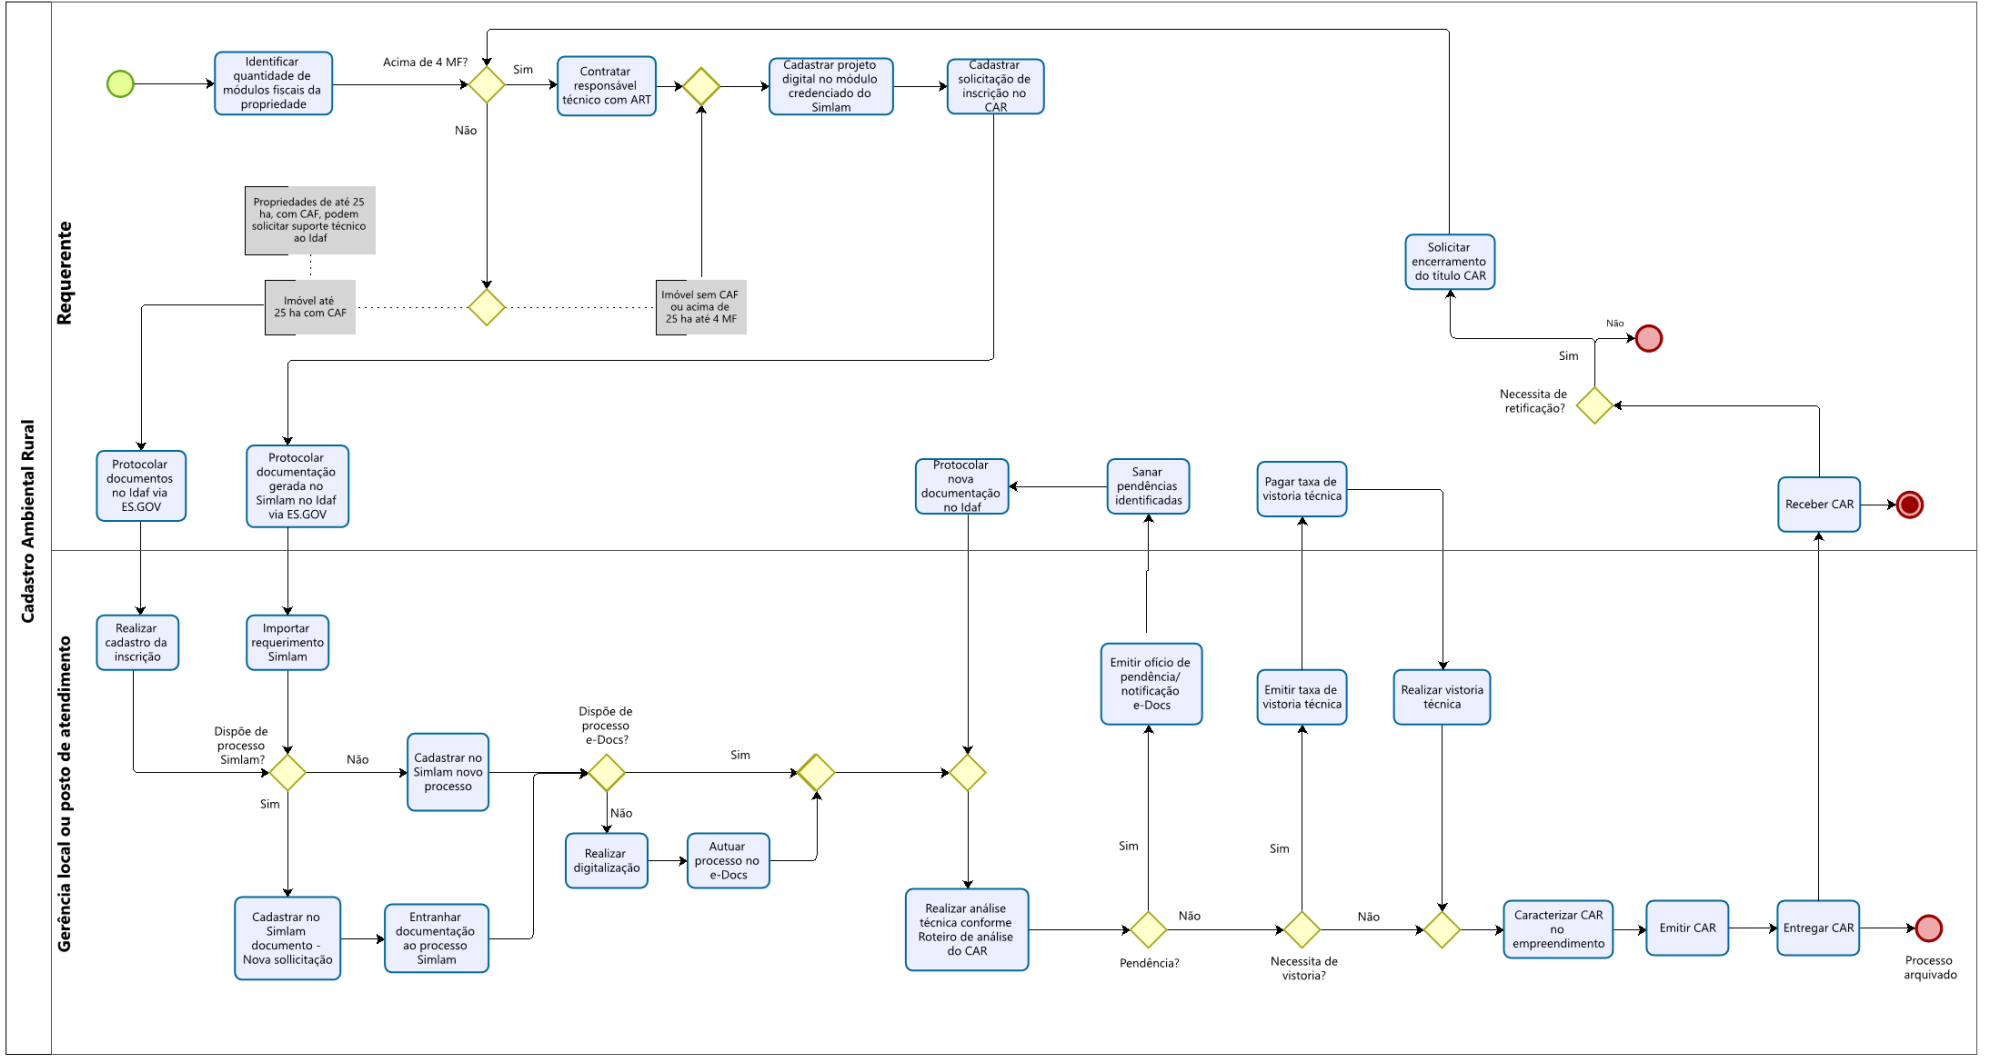 Cadastro Ambiental Rural
Requerente
Identificar
quantidade de
módulos fiscais da
propriedade
Acima de 4 MF?
Sim
Não
Contratar
responsável
técnico com ART
Cadastrar projeto
digital no módulo
credenciado do
Simlam
Cadastrar
solicitação de
inscrição no
CAR
Propriedades de até 25
ha, com CAF, podem
solicitar suporte técnico
ao Idaf
Imóvel até
25 ha com CAF
Imóvel sem CAF
ou acima de
25 ha até 4 MF
Solicitar
encerramento
do título CAR
Não
Sim
Necessita de
retificação?
Protocolar
documentos
no Idaf via
ES.GOV
Protocolar
documentação
gerada no
Simlam no Idaf
via ES.GOV
Protocolar
nova
documentação
no Idaf
Sanar
pendências
identificadas
Pagar taxa de
vistoria técnica
Receber CAR
Gerência local ou posto de atendimento
Realizar
cadastro da
inscrição
Importar
requerimento
Simlam
Emitir ofício de
pendência/
notificação
e-Docs
Emitir taxa de
vistoria técnica
Realizar vistoria
técnica
Dispõe de
processo
Simlam?
Não
Sim
Cadastrar no
Simlam novo
processo
Dispõe de
processo
e-Docs?
Sim
Não
Realizar
digitalização
Autuar
processo no
e-Docs
Cadastrar no
Simlam
documento -
Nova sollicitação
Entranhar
documentação
ao processo
Simlam
Realizar análise
técnica conforme
Roteiro de análise
do CAR
Sim
Não
Pendência?
Sim
Não
Necessita de
vistoria?
Caracterizar CAR
no
empreendimento
Emitir CAR
Entregar CAR
Processo
arquivado